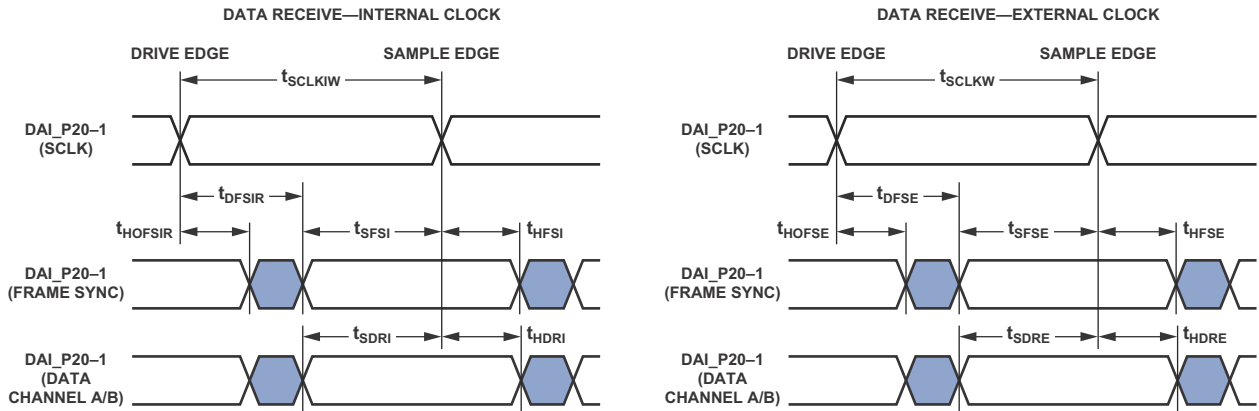 DATA RECEIVE—INTERNAL CLOCK
DRIVE EDGE
SAMPLE EDGE
tSCLKIW
DAI_P20–1
(SCLK)
tDFSIR
tHOFSIR
tSFSI
tHFSI
DAI_P20–1
(FRAME SYNC)
tSDRI
tHDRI
DAI_P20–1
(DATA
CHANNEL A/B)
DATA RECEIVE—EXTERNAL CLOCK
DRIVE EDGE
SAMPLE EDGE
tSCLKW
DAI_P20–1
(SCLK)
tDFSE
tHOFSE
tSFSE
tHFSE
DAI_P20–1
(FRAME SYNC)
tSDRE
tHDRE
DAI_P20–1
(DATA
CHANNEL A/B)